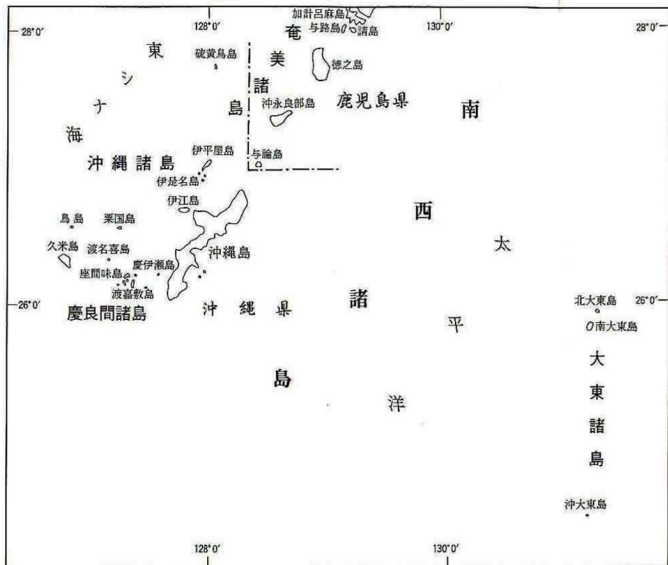 128°0′
130°0′
28°0′
28°0′
加計呂麻島
与路島
請島
奄美諸島
硫黄鳥島
徳之島
東シナ海
沖永良部島
鹿児島県
南西諸島
伊平屋島
与論島
沖縄諸島
伊是名島
伊江島
鳥島
粟国島
太平洋
久米島
渡名喜島
慶伊瀬島
沖縄島
座間味島
渡嘉敷島
26°0′
26°0′
慶良間諸島
沖縄県
北大東島
南大東島
大東諸島
沖大東島
128°0′
130°0′